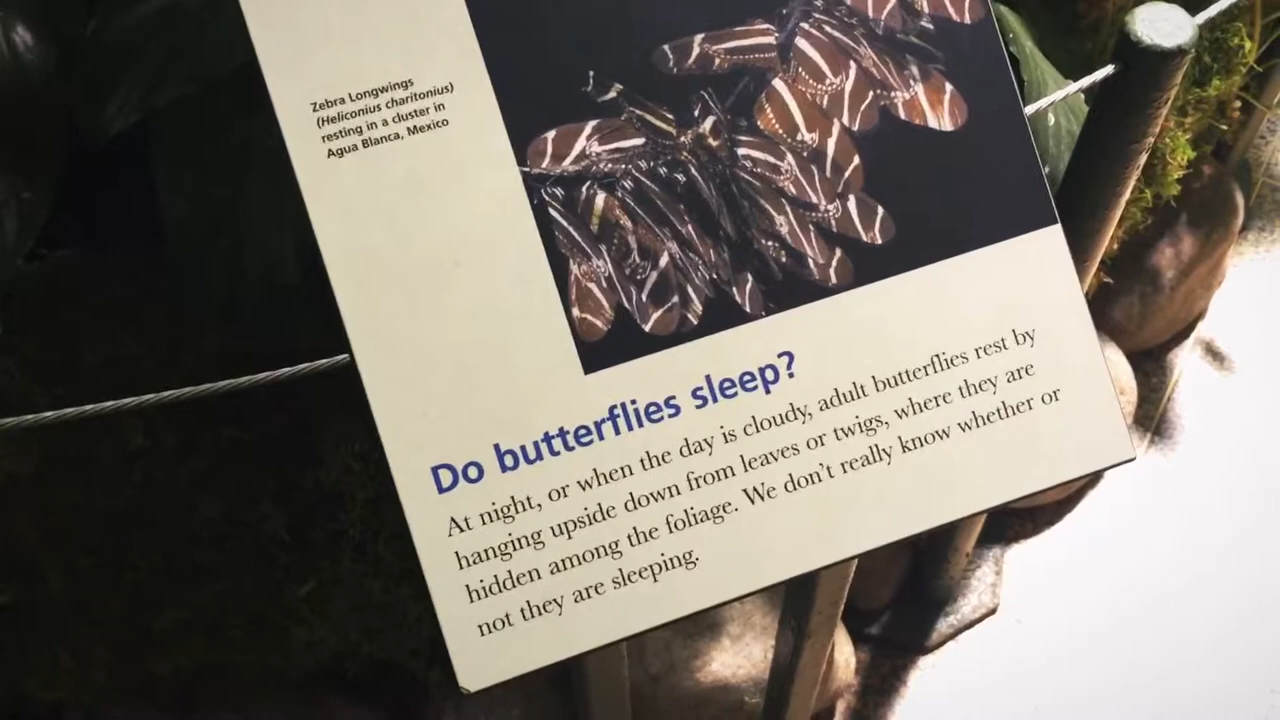 Zebra Longwings
(Heliconius charitonius)
resting in a cluster in
Agua Blanca, Mexico
Do butterflies sleep?
At night, or when the day is cloudy, adult butterflies rest by
hanging upside down from leaves or twigs, where they are
hidden among the foliage. We don't really know whether or
not they are sleeping.